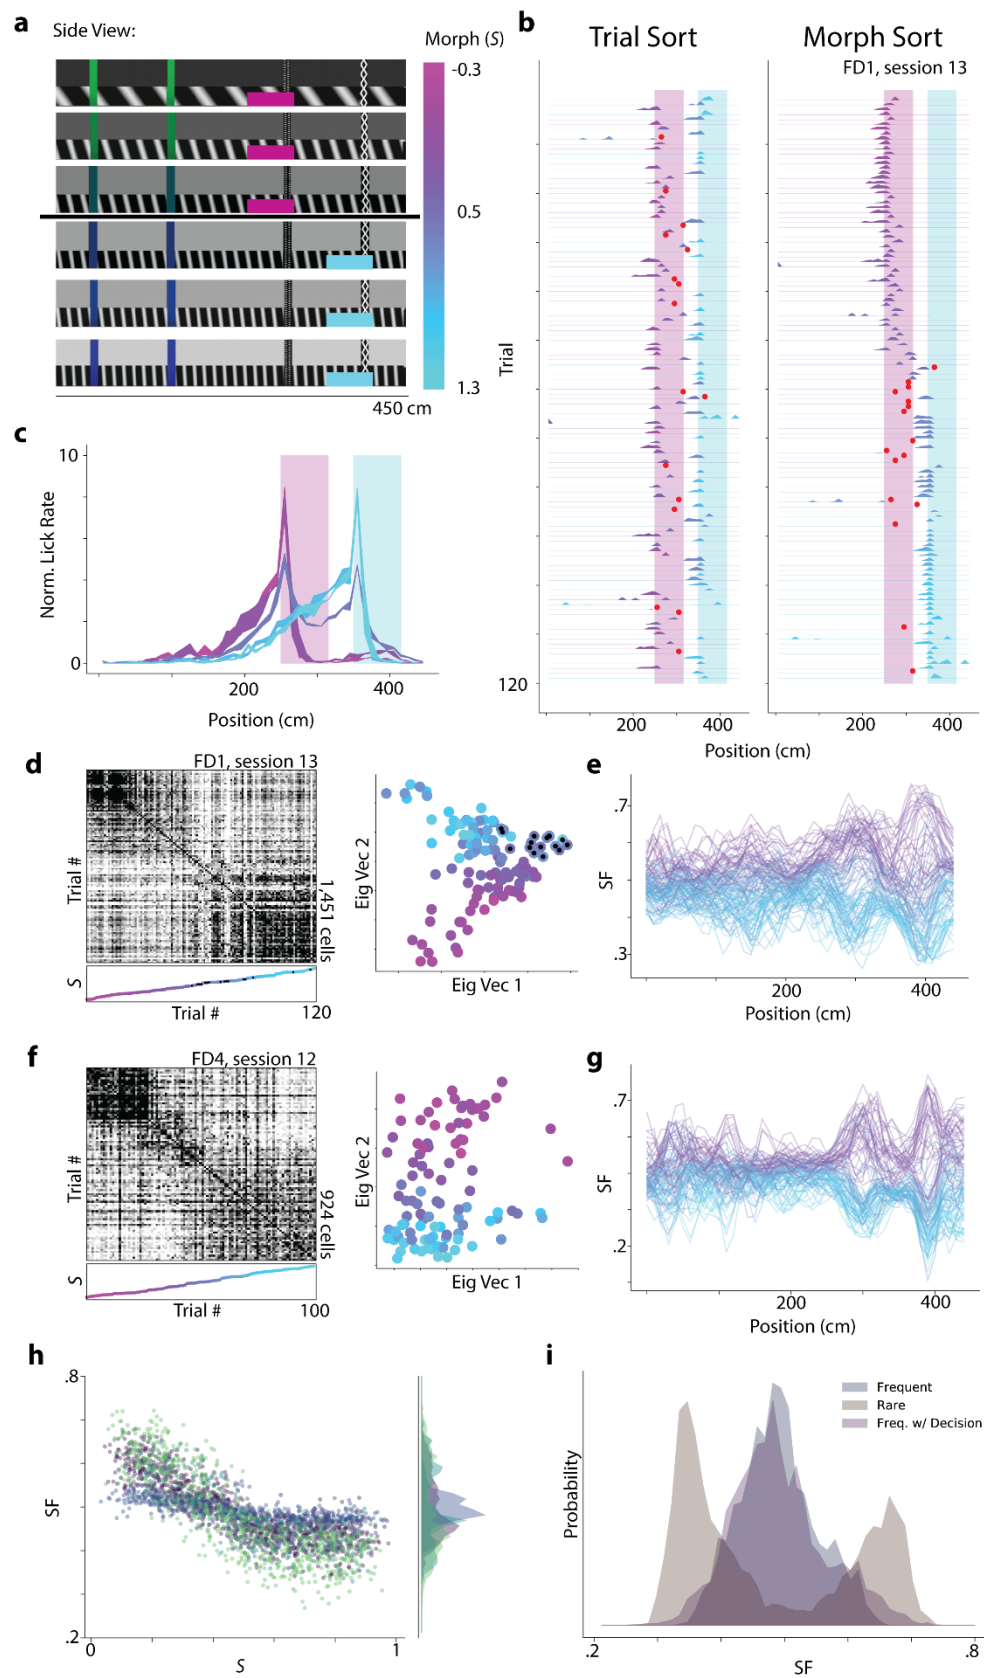 a
Side View:
Morph (S)
-0.3
0.5
1.3
450 cm
b
Trial Sort
Morph Sort
FD1, session 13
Trial
120
200
400
200
400
Position (cm)
c
10
Norm. Lick Rate
0
200
400
Position (cm)
d
FD1, session 13
Trial #
1,451 cells
S
Trial #
120
Eig Vec 2
Eig Vec 1
e
.7
SF
.3
200
400
Position (cm)
f
FD4, session 12
Trial #
924 cells
S
Trial #
100
Eig Vec 2
Eig Vec 1
g
.7
SF
.2
200
400
Position (cm)
h
.8
SF
.2
0
S
1
i
Frequent
Rare
Freq. w/ Decision
Probability
.2
SF
.8